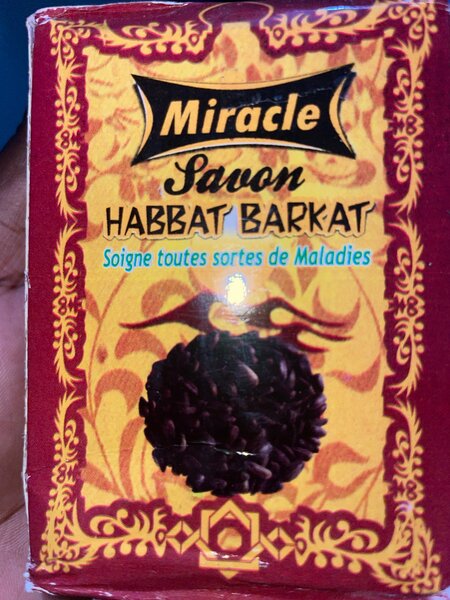 Miracle
Savon
HABBAT BARKAT
Soigne toutes sortes de Maladies